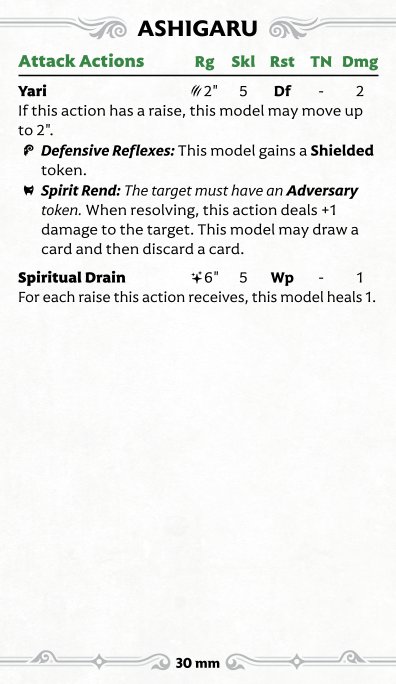 ASHIGARU
Attack Actions Rg Skl Rst TN Dmg
Yari 2" 5 Df - 2
If this action has a raise, this model may move up
to 2".
Defensive Reflexes: This model gains a Shielded
token.
Spirit Rend: The target must have an Adversary
token. When resolving, this action deals +1
damage to the target. This model may draw a
card and then discard a card.
Spiritual Drain 6" 5 Wp - 1
For each raise this action receives, this model heals 1.
30 mm